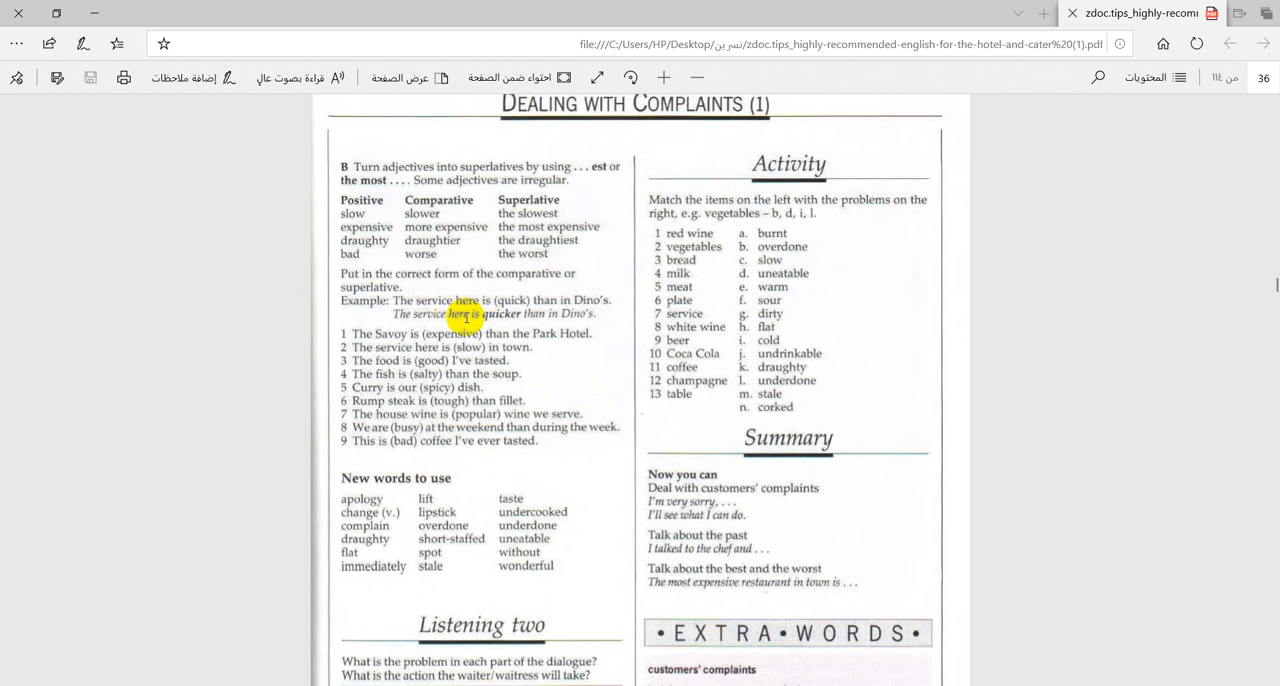 zdoc.tips_highly-recomm
file:///C:/Users/HP/Desktop/نسرين/zdoc.tips_highly-recommended-english-for-the-hotel-and-cater%20(1).pdf
إضافة ملاحظات
قراءة بصوت عالٍ
عرض الصفحة
احتواء ضمن الصفحة
المحتويات
من ١١٤
36
DEALING WITH COMPLAINTS (1)
B Turn adjectives into superlatives by using . . . est or
the most . . . . Some adjectives are irregular.
Positive Comparative Superlative
slow slower the slowest
expensive more expensive the most expensive
draughty draughtier the draughtiest
bad worse the worst
Put in the correct form of the comparative or
superlative.
Example: The service here is (quick) than in Dino's.
The service here is quicker than in Dino's.
1 The Savoy is (expensive) than the Park Hotel.
2 The service here is (slow) in town.
3 The food is (good) I've tasted.
4 The fish is (salty) than the soup.
5 Curry is our (spicy) dish.
6 Rump steak is (tough) than fillet.
7 The house wine is (popular) wine we serve.
8 We are (busy) at the weekend than during the week.
9 This is (bad) coffee I've ever tasted.
New words to use
apology lift taste
change (v.) lipstick undercooked
complain overdone underdone
draughty short-staffed uneatable
flat spot without
immediately stale wonderful
Listening two
What is the problem in each part of the dialogue?
What is the action the waiter/waitress will take?
Activity
Match the items on the left with the problems on the
right, e.g. vegetables – b, d, i, l.
1 red wine a. burnt
2 vegetables b. overdone
3 bread c. slow
4 milk d. uneatable
5 meat e. warm
6 plate f. sour
7 service g. dirty
8 white wine h. flat
9 beer i. cold
10 Coca Cola j. undrinkable
11 coffee k. draughty
12 champagne l. underdone
13 table m. stale
n. corked
Summary
Now you can
Deal with customers' complaints
I'm very sorry, . . .
I'll see what I can do.
Talk about the past
I talked to the chef and . . .
Talk about the best and the worst
The most expensive restaurant in town is . . .
• EXTRA • WORDS •
customers' complaints